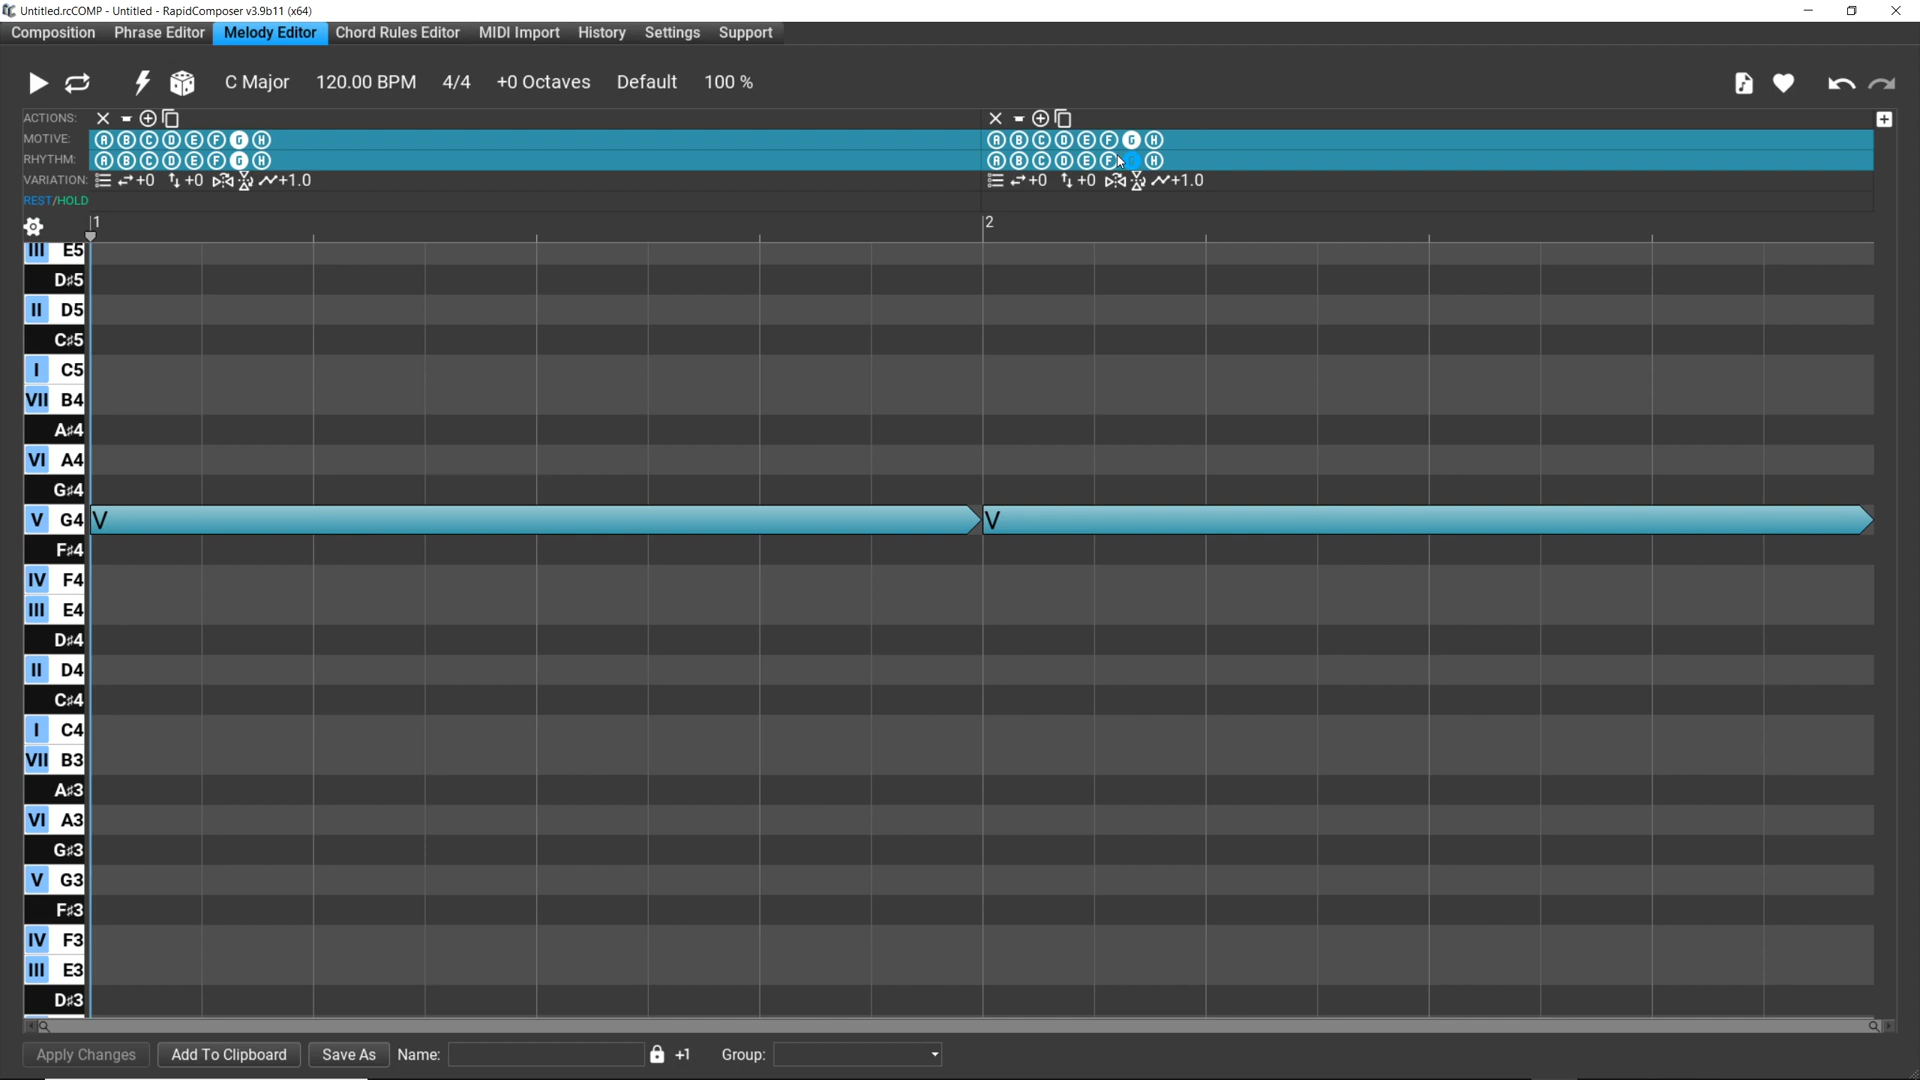 Untitled.rcCOMP - Untitled - RapidComposer v3.9b11 (x64)
Composition Phrase Editor Melody Editor Chord Rules Editor MIDI Import History Settings Support
C Major 120.00 BPM 4/4 +0 Octaves Default 100 %
ACTIONS:
MOTIVE: A B C D E F G H A B C D E F G H
RHYTHM: A B C D E F G H A B C D E F G H
VARIATION: +0 +0 +1.0 +0 +0 +1.0
REST/HOLD
1 2
III E5
D♯5
II D5
C♯5
I C5
VII B4
A♯4
VI A4
G♯4
V G4 V V
F♯4
IV F4
III E4
D♯4
II D4
C♯4
I C4
VII B3
A♯3
VI A3
G♯3
V G3
F♯3
IV F3
III E3
D♯3
Apply Changes Add To Clipboard Save As Name: +1 Group: